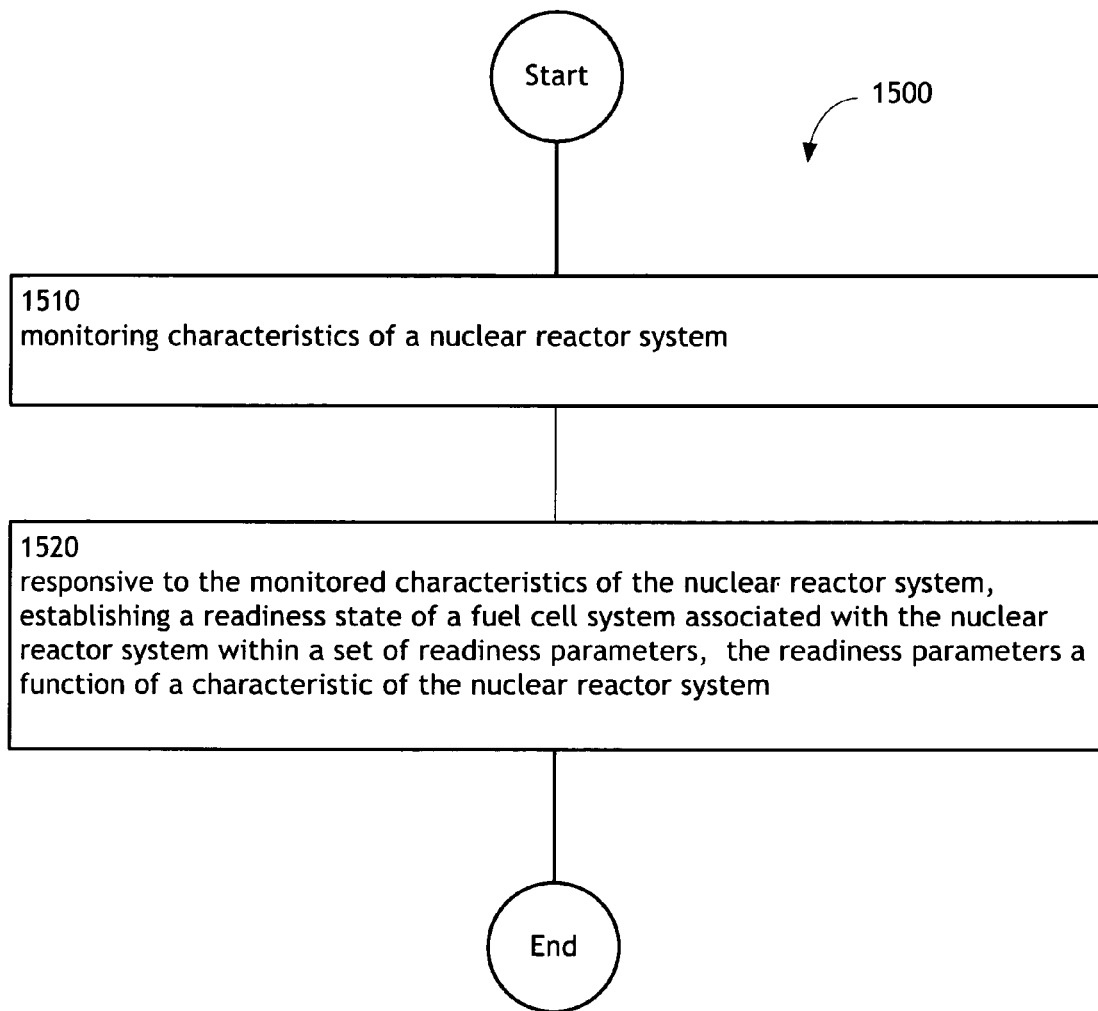 Start
1500
1510
monitoring characteristics of a nuclear reactor system
1520
responsive to the monitored characteristics of the nuclear reactor system,
establishing a readiness state of a fuel cell system associated with the nuclear
reactor system within a set of readiness parameters, the readiness parameters a
function of a characteristic of the nuclear reactor system
End